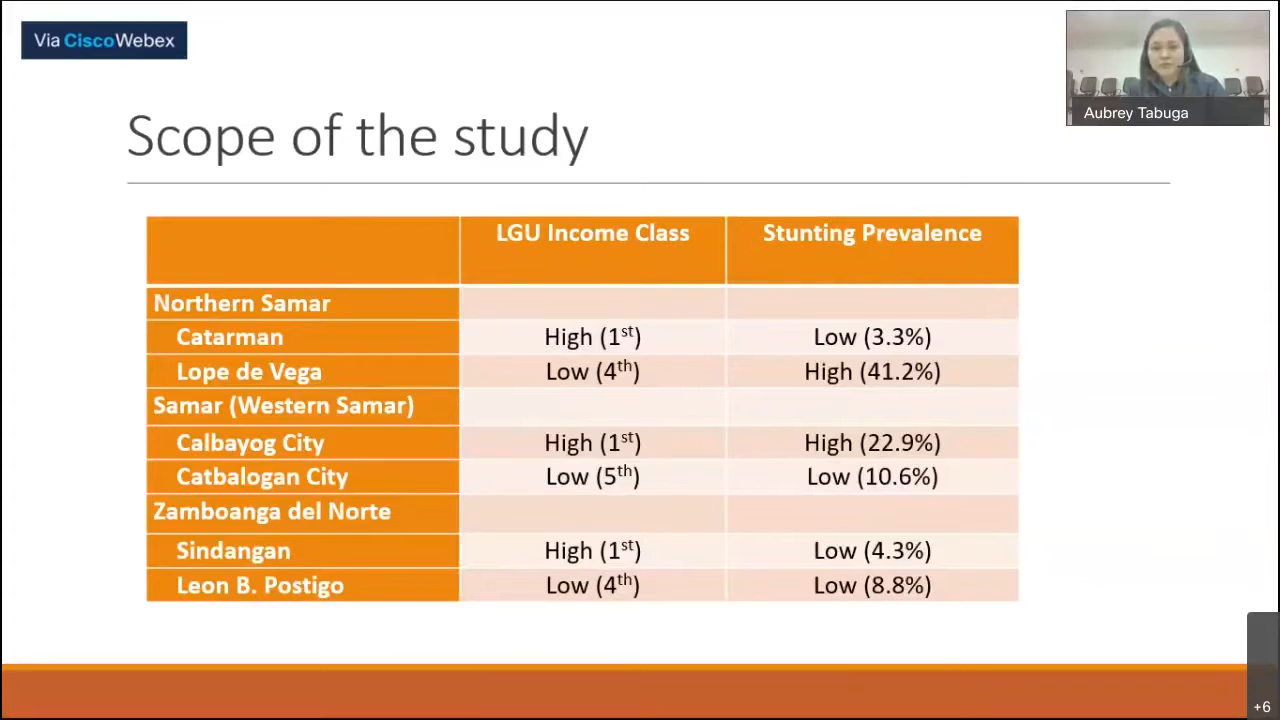 Via CiscoWebex
Aubrey Tabuga
Scope of the study
LGU Income Class Stunting Prevalence
Northern Samar
Catarman High (1st) Low (3.3%)
Lope de Vega Low (4th) High (41.2%)
Samar (Western Samar)
Calbayog City High (1st) High (22.9%)
Catbalogan City Low (5th) Low (10.6%)
Zamboanga del Norte
Sindangan High (1st) Low (4.3%)
Leon B. Postigo Low (4th) Low (8.8%)
+6